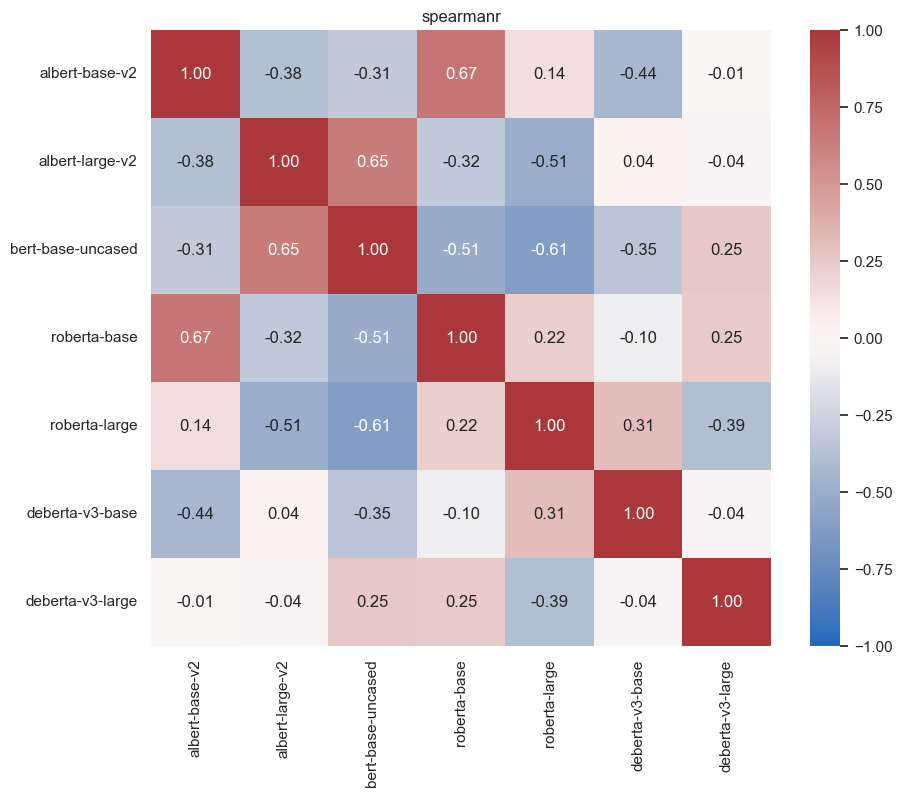 spearmanr
albert-base-v2 1.00 -0.38 -0.31 0.67 0.14 -0.44 -0.01
albert-large-v2 -0.38 1.00 0.65 -0.32 -0.51 0.04 -0.04
bert-base-uncased -0.31 0.65 1.00 -0.51 -0.61 -0.35 0.25
roberta-base 0.67 -0.32 -0.51 1.00 0.22 -0.10 0.25
roberta-large 0.14 -0.51 -0.61 0.22 1.00 0.31 -0.39
deberta-v3-base -0.44 0.04 -0.35 -0.10 0.31 1.00 -0.04
deberta-v3-large -0.01 -0.04 0.25 0.25 -0.39 -0.04 1.00
albert-base-v2
albert-large-v2
bert-base-uncased
roberta-base
roberta-large
deberta-v3-base
deberta-v3-large
1.00
0.75
0.50
0.25
0.00
−0.25
−0.50
−0.75
−1.00